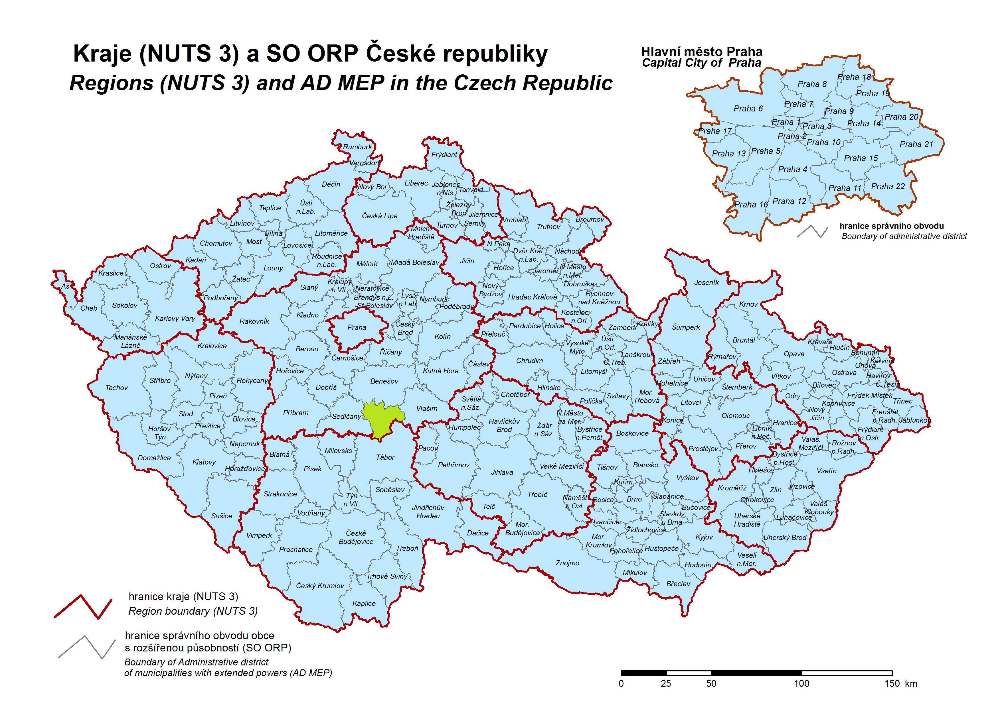 Kraje (NUTS 3) a SO ORP České republiky
Regions (NUTS 3) and AD MEP in the Czech Republic
Hlavní město Praha
Capital City of Praha
Praha 18
Praha 8
Praha 19
Praha 7
Praha 6
Praha 9
Praha 20
Praha 1
Praha 14
Praha 3
Praha 17
Praha 2
Praha 10
Praha 21
Praha 5
Praha 13
Praha 15
Praha 4
Praha 22
Praha 11
Praha 12
Praha 16
hranice správního obvodu
Boundary of administrative district
Rumburk
Frýdlant
Varnsdorf
Děčín
Nový Bor
Liberec
Jablonec
n.Nis.
Tanvald
Ústí
n.Lab.
Teplice
Železný
Brod
Česká Lípa
Jilemnice
Semily
Turnov
Vrchlabí
Trutnov
Broumov
Litvínov
Mnich.
Hradiště
Bílina
Litoměřice
Chomutov
Most
Lovosice
N.Paka
Dvůr Král.
n.Lab.
Náchod
Kadaň
Roudnice
n.Lab.
Mělník
Mladá Boleslav
Jičín
Hořice
Jaroměř
N.Město
n.Met.
Ostrov
Kraslice
Louny
Žatec
Kralupy
n.Vlt.
Slaný
Neratovice
Brandýs n.L.
-St.Boleslav
Lysá
n.Lab.
Nymburk
Poděbrady
Nový
Bydžov
Hradec Králové
Dobruška
Rychnov
nad Kněžnou
Jeseník
Aš
Cheb
Sokolov
Karlovy Vary
Podbořany
Rakovník
Kladno
Praha
Český
Brod
Kolín
Kostelec
n.Orl.
Pardubice
Holice
Přelouč
Žamberk
Králíky
Šumperk
Krnov
Bruntál
Mariánské
Lázně
Kralovice
Beroun
Černošice
Říčany
Ústí
n.Orl.
Vysoké
Mýto
Lanškroun
Č.Třeb.
Chrudim
Čáslav
Kutná Hora
Litomyšl
Zábřeh
Rýmařov
Opava
Kravaře
Hlučín
Bohumín
Karviná
Orlová
Ostrava
Havířov
Č.Těšín
Vítkov
Bílovec
Hořovice
Nýřany
Stříbro
Rokycany
Tachov
Dobříš
Benešov
Hlinsko
Chotěboř
Světlá
n.Sáz.
Polička
Svitavy
Mor.
Třebová
Mohelnice
Uničov
Šternberk
Litovel
Odry
Frýdek-Místek
Třinec
Kopřivnice
Nový
Jičín
Frenštát
p.Radh.
Jablunkov
Frýdlant
n.Ostr.
Plzeň
Stod
Přeštice
Blovice
Horšov.
Týn
Příbram
Sedlčany
Vlašim
Humpolec
Havlíčkův
Brod
Žďár
n.Sáz.
N.Město
na Mor.
Bystřice
n.Pernšt.
Boskovice
Konice
Olomouc
Hranice
Lipník
n.Beč.
Valaš.
Meziříčí
Rožnov
p.Radh.
Nepomuk
Domažlice
Klatovy
Horažďovice
Blatná
Milevsko
Písek
Tábor
Pacov
Pelhřimov
Jihlava
Velké Meziříčí
Tišnov
Blansko
Prostějov
Přerov
Bystřice
p.Host.
Holešov
Vsetín
Vyškov
Kroměříž
Zlín
Vizovice
Otrokovice
Strakonice
Týn
n.Vlt.
Soběslav
Kuřim
Brno
Šlapanice
Třebíč
Náměšť
n.Osl.
Rosice
Bučovice
Slavkov
u Brna
Valaš.
Klobouky
Luhačovice
Uherské
Hradiště
Uherský Brod
Sušice
Vodňany
Jindřichův
Hradec
Telč
Dačice
Mor.
Budějovice
Ivančice
Židlochovice
Vimperk
Prachatice
České
Budějovice
Třeboň
Mor.
Krumlov
Pohořelice
Hustopeče
Kyjov
Veselí
n.Mor.
Hodonín
Znojmo
Mikulov
Břeclav
Český Krumlov
Trhové Sviny
Kaplice
hranice kraje (NUTS 3)
Region boundary (NUTS 3)
hranice správního obvodu obce
s rozšířenou působností (SO ORP)
Boundary of Administrative district
of municipalities with extended powers (AD MEP)
0 25 50 100 150 km